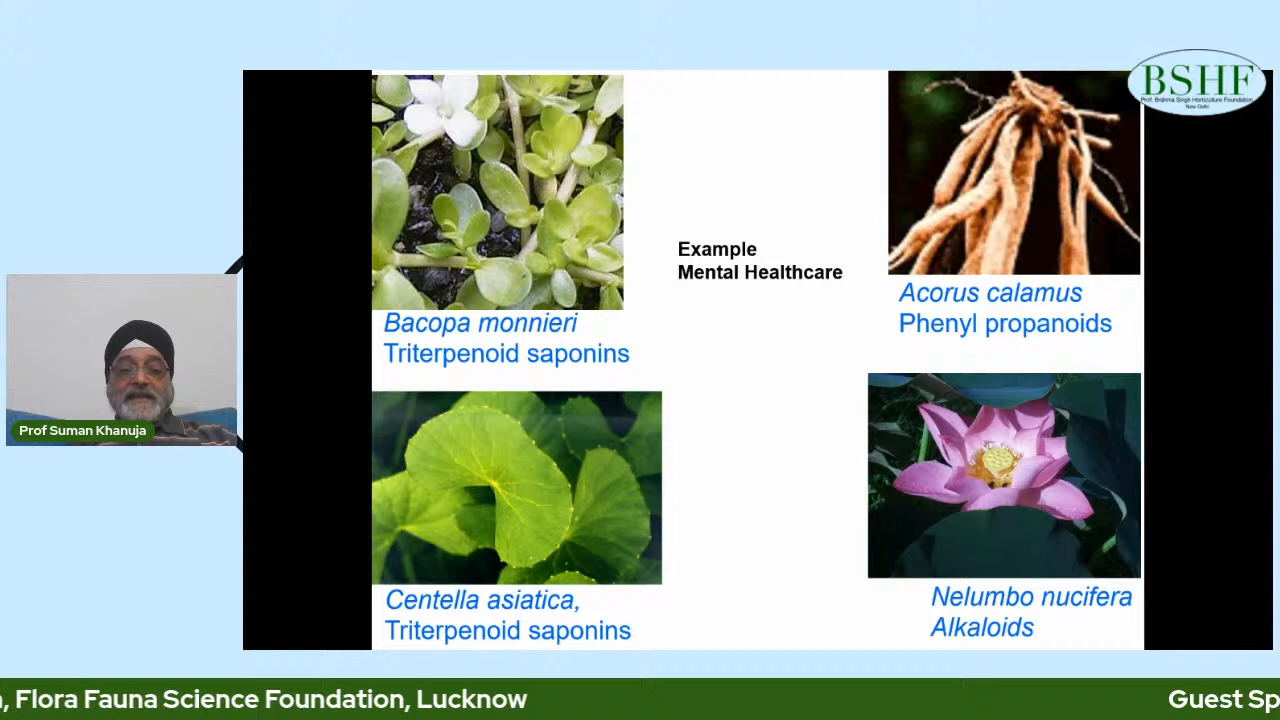 BSHF
Prof. Brahma Singh Horticulture Foundation
New Delhi
Example
Mental Healthcare
Bacopa monnieri
Triterpenoid saponins
Acorus calamus
Phenyl propanoids
Prof Suman Khanuja
Centella asiatica,
Triterpenoid saponins
Nelumbo nucifera
Alkaloids
, Flora Fauna Science Foundation, Lucknow
Guest Sp